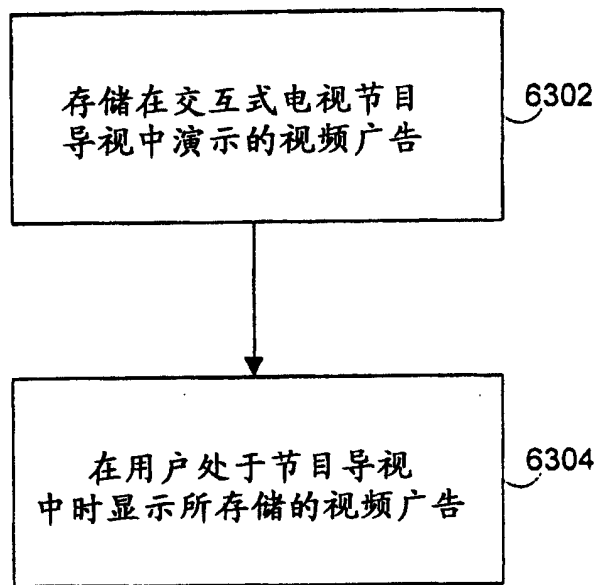 存储在交互式电视节目
导视中演示的视频广告
6302
在用户处于节目导视
中时显示所存储的视频广告
6304